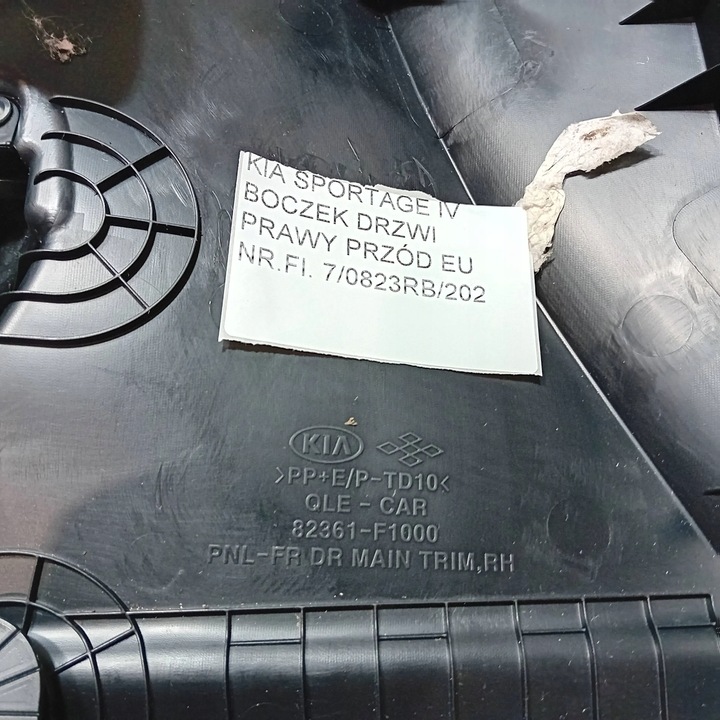 KIA SPORTAGE IV
BOCZEK DRZWI
PRAWY PRZÓD EU
NR.FI. 7/0823RB/202
KIA
>PP+E/P-TD10<
QLE - CAR
82361-F1000
PNL-FR DR MAIN TRIM,RH